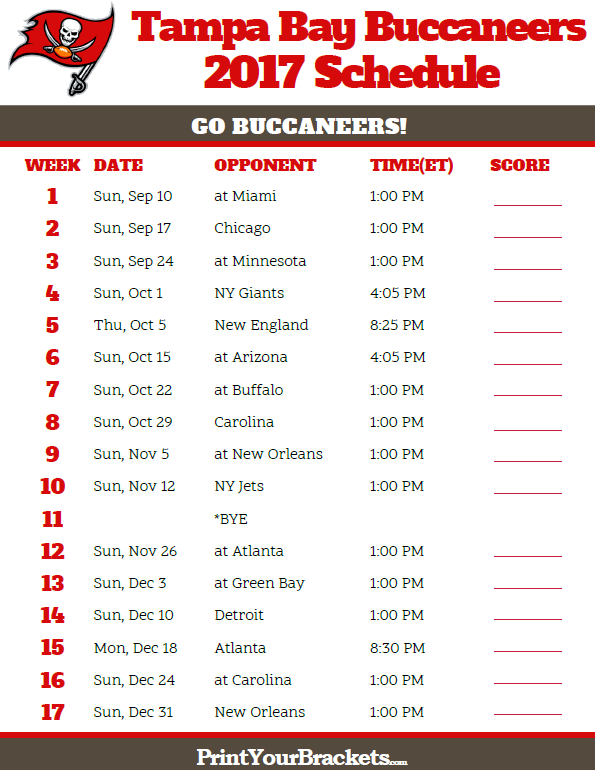 Tampa Bay Buccaneers
2017 Schedule
GO BUCCANEERS!
WEEK DATE OPPONENT TIME(ET) SCORE
1 Sun, Sep 10 at Miami 1:00 PM
2 Sun, Sep 17 Chicago 1:00 PM
3 Sun, Sep 24 at Minnesota 1:00 PM
4 Sun, Oct 1 NY Giants 4:05 PM
5 Thu, Oct 5 New England 8:25 PM
6 Sun, Oct 15 at Arizona 4:05 PM
7 Sun, Oct 22 at Buffalo 1:00 PM
8 Sun, Oct 29 Carolina 1:00 PM
9 Sun, Nov 5 at New Orleans 1:00 PM
10 Sun, Nov 12 NY Jets 1:00 PM
11 *BYE
12 Sun, Nov 26 at Atlanta 1:00 PM
13 Sun, Dec 3 at Green Bay 1:00 PM
14 Sun, Dec 10 Detroit 1:00 PM
15 Mon, Dec 18 Atlanta 8:30 PM
16 Sun, Dec 24 at Carolina 1:00 PM
17 Sun, Dec 31 New Orleans 1:00 PM
PrintYourBrackets.com